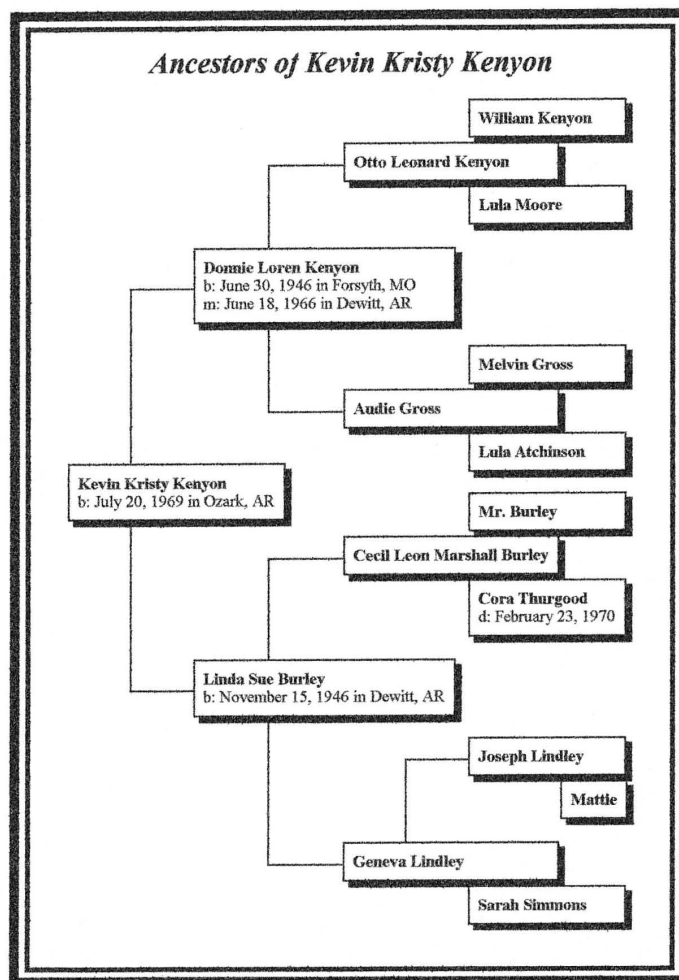 Ancestors of Kevin Kristy Kenyon
William Kenyon
Otto Leonard Kenyon
Lula Moore
Donnie Loren Kenyon
b: June 30, 1946 in Forsyth, MO
m: June 18, 1966 in Dewitt, AR
Melvin Gross
Audie Gross
Lula Atchinson
Kevin Kristy Kenyon
b: July 20, 1969 in Ozark, AR
Mr. Burley
Cecil Leon Marshall Burley
Cora Thurgood
d: February 23, 1970
Linda Sue Burley
b: November 15, 1946 in Dewitt, AR
Joseph Lindley
Mattie
Geneva Lindley
Sarah Simmons